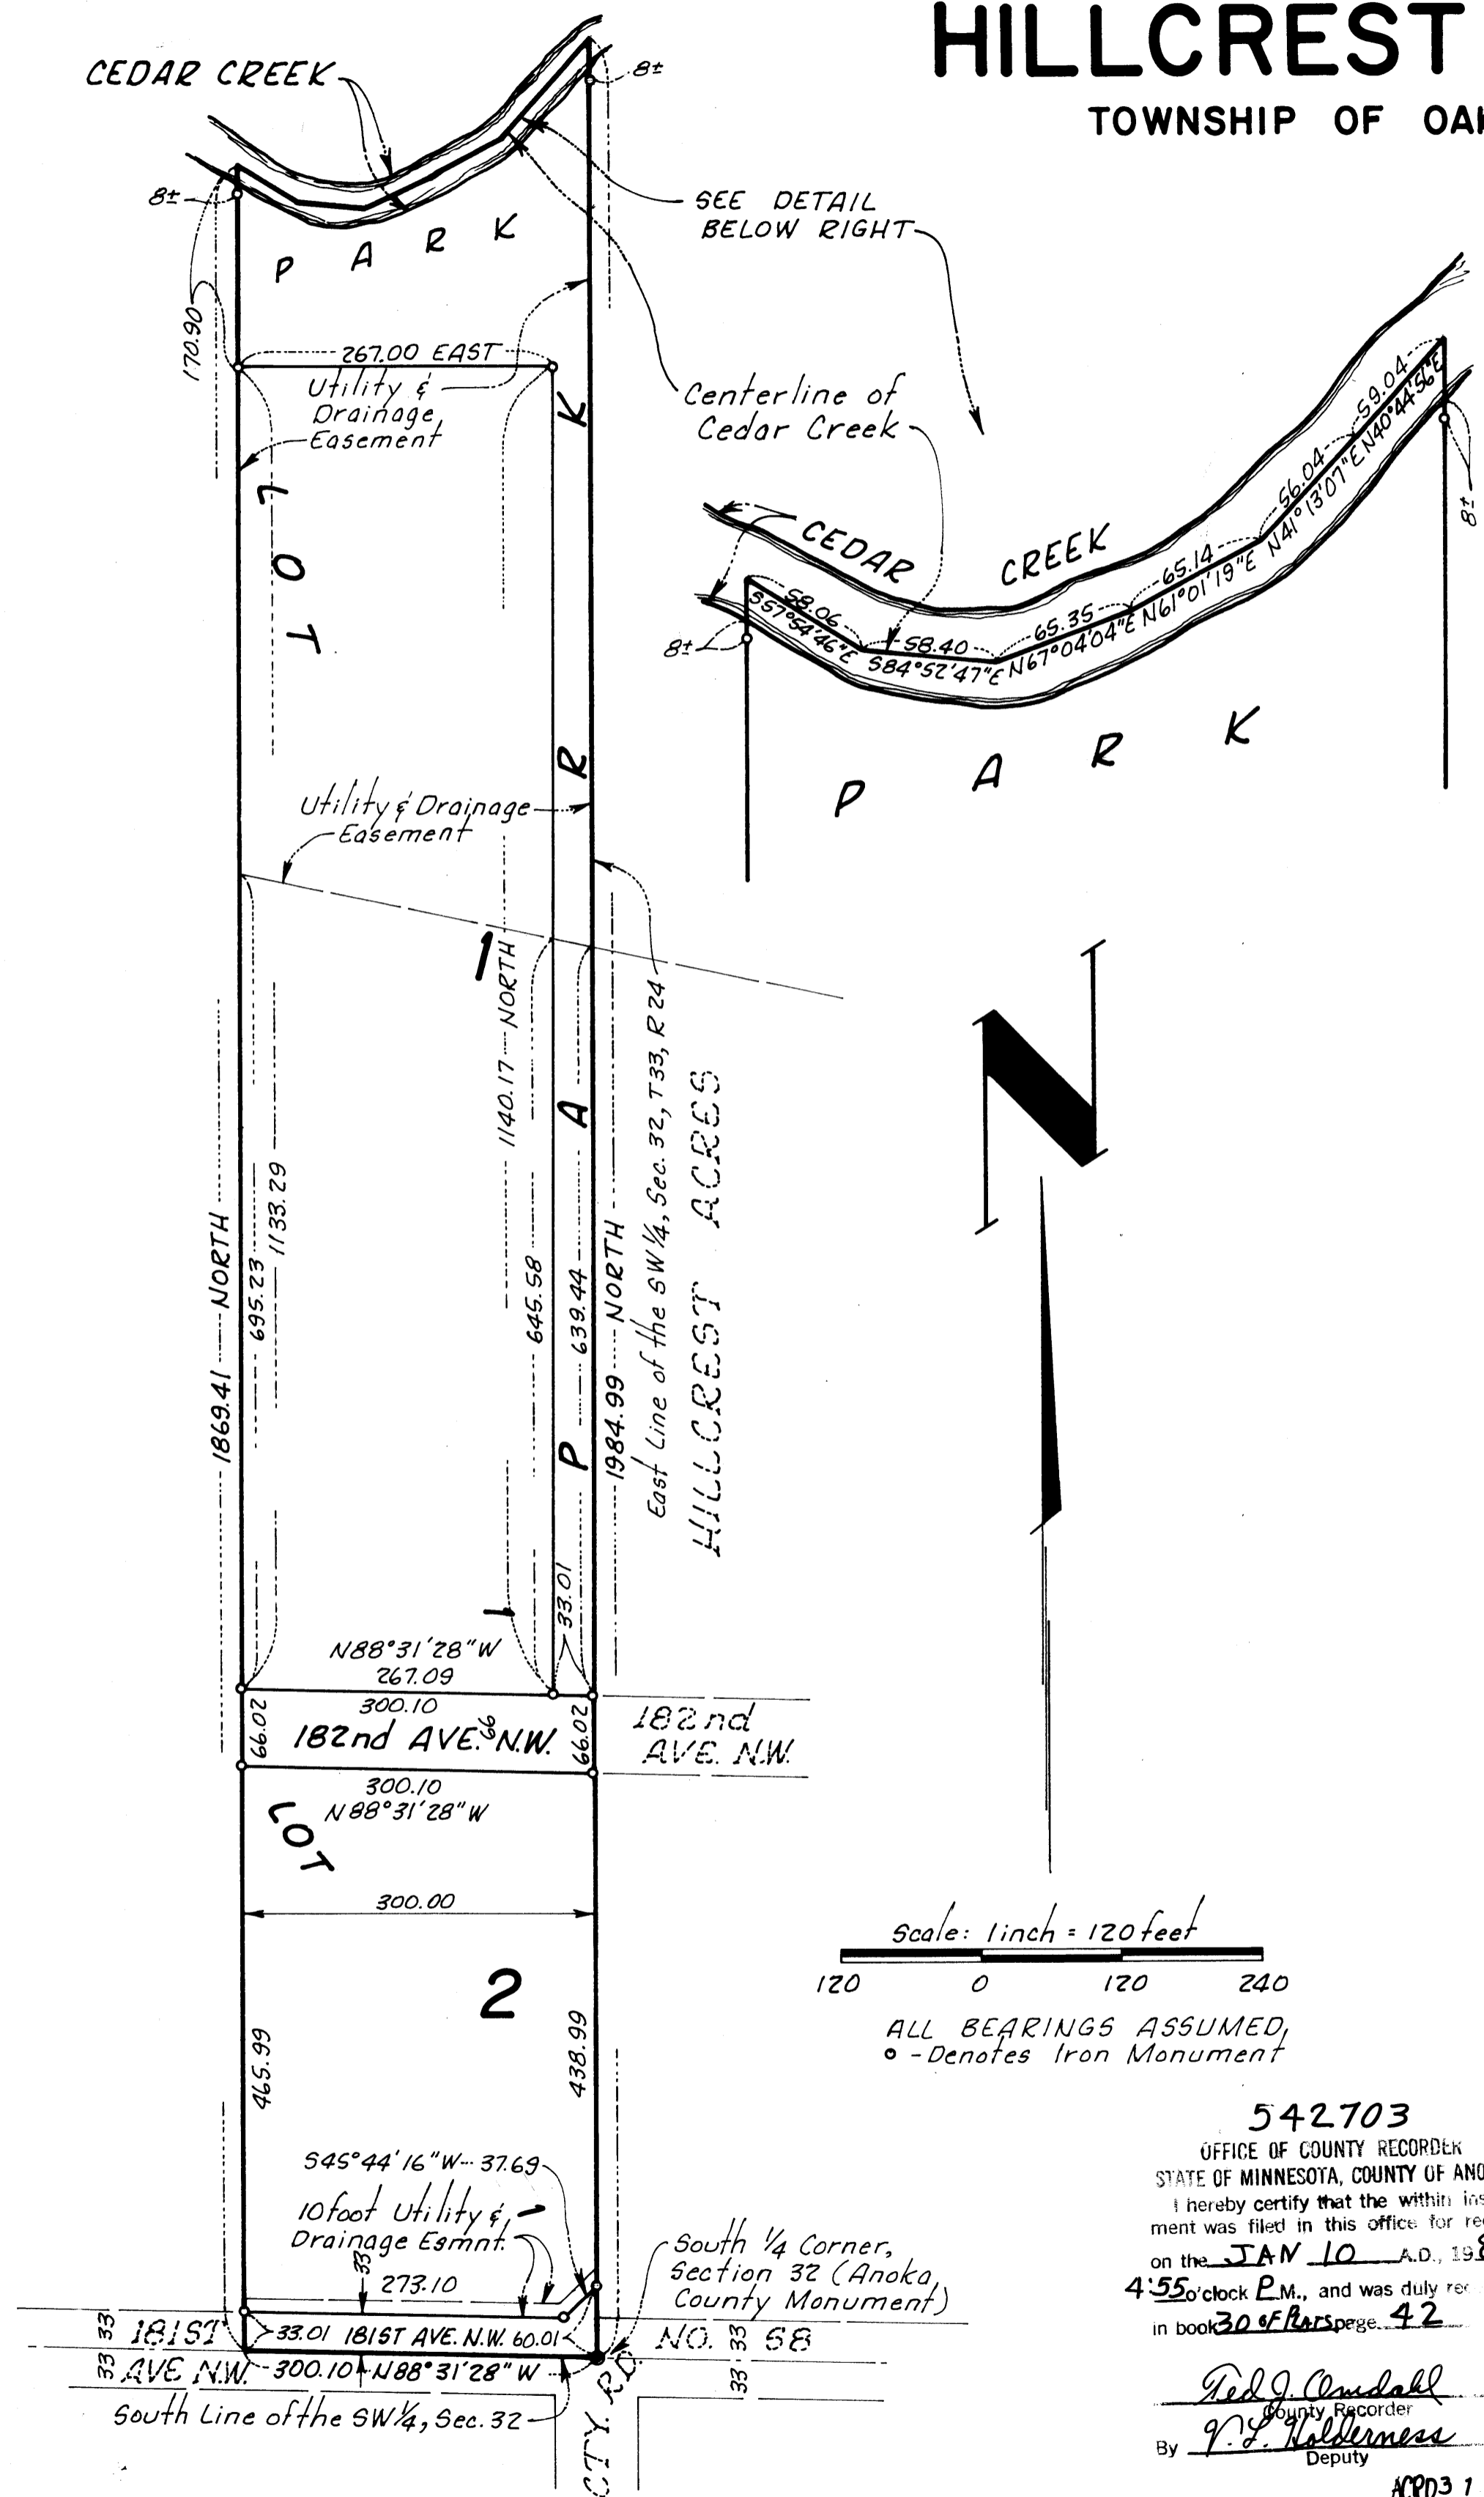 HILLCREST
TOWNSHIP OF
CEDAR CREEK
8±
8±
SEE DETAIL
BELOW RIGHT
P A R K
170.90
267.00 EAST
Utility &
Drainage
Easement
Centerline of
Cedar Creek
CEDAR CREEK
58.06
S57°54'46"E
58.40
S84°52'47"E
65.35
N67°04'04"E
65.14
N61°01'19"E
56.04
N41°13'07"E
59.04
N40°44'56"E
8±
8±
P A R K
LOT
1
P A R K
Utility & Drainage
Easement
1140.17 NORTH
1869.41 NORTH
695.23
1133.29
645.58
639.44
1984.99 NORTH
East Line of the SW 1/4, Sec. 32, T33, R24
HILLCREST ACRES
33.01
N88°31'28"W
267.09
300.10
66.02
182nd AVE. N.W.
66
66.02
182nd
AVE. N.W.
300.10
N88°31'28"W
LOT
300.00
2
465.99
438.99
Scale: 1inch = 120 feet
120 0 120 240
ALL BEARINGS ASSUMED
o - Denotes Iron Monument
S45°44'16"W 37.69
10 foot Utility &
Drainage Esmnt.
33
273.10
South 1/4 Corner,
Section 32 (Anoka
County Monument)
33 181ST 33.01 181ST AVE. N.W. 60.01 NO. 33 58
33 AVE N.W. 300.10 N88°31'28"W 33
South Line of the SW 1/4, Sec. 32
CTY. RD.
542703
OFFICE OF COUNTY RECORDER
STATE OF MINNESOTA, COUNTY OF
I hereby certify that the within
ment was filed in this office for
on the JAN 10 A.D., 19
4:55 o'clock P.M., and was duly
in book 30 OF PLATS page 42
Ted J. Omdahl
County Recorder
By V. L. Holderness
Deputy